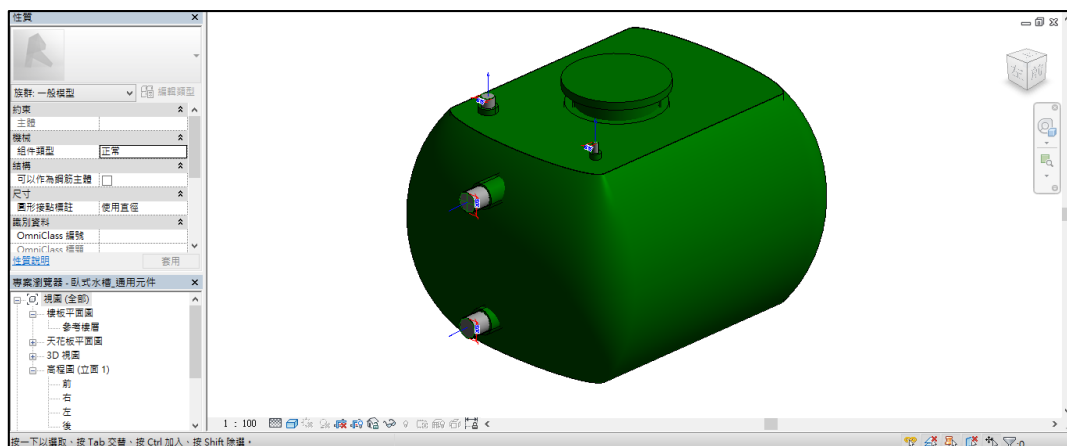 性質
族群: 一般模型
編輯類型
約束
主體
機械
組件類型 正常
結構
可以作為鋼筋主體
尺寸
圓形接點標註 使用直徑
識別資料
OmniClass 編號
OmniClass 標題
性質說明
套用
專案瀏覽器 - 臥式水槽_通用元件
視圖 (全部)
樓板平面圖
參考樓層
天花板平面圖
3D 視圖
高程圖 (立面 1)
前
右
左
後
左 前
1 : 100
按一下以選取、按 Tab 交替、按 Ctrl 加入、按 Shift 除選。
:0